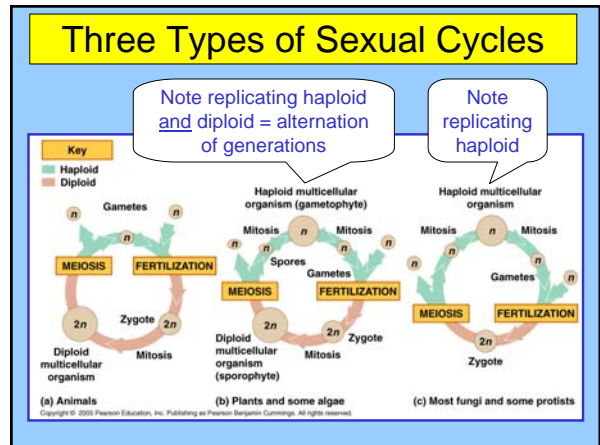 Three Types of Sexual Cycles
Note replicating haploid
and diploid = alternation
of generations
Note
replicating
haploid
Key
Haploid
Diploid
Gametes
n
n
n
MEIOSIS
FERTILIZATION
2n
Zygote
2n
Diploid
multicellular
organism
Mitosis
(a) Animals
Haploid multicellular
organism (gametophyte)
Mitosis
n
Mitosis
n
n
n
n
n
Spores
Gametes
MEIOSIS
FERTILIZATION
2n
2n
Zygote
Diploid
multicellular
organism
(sporophyte)
Mitosis
(b) Plants and some algae
Haploid multicellular
organism
Mitosis
n
Mitosis
n
n
n
n
Gametes
MEIOSIS
FERTILIZATION
2n
Zygote
(c) Most fungi and some protists
Copyright © 2005 Pearson Education, Inc. Publishing as Pearson Benjamin Cummings. All rights reserved.